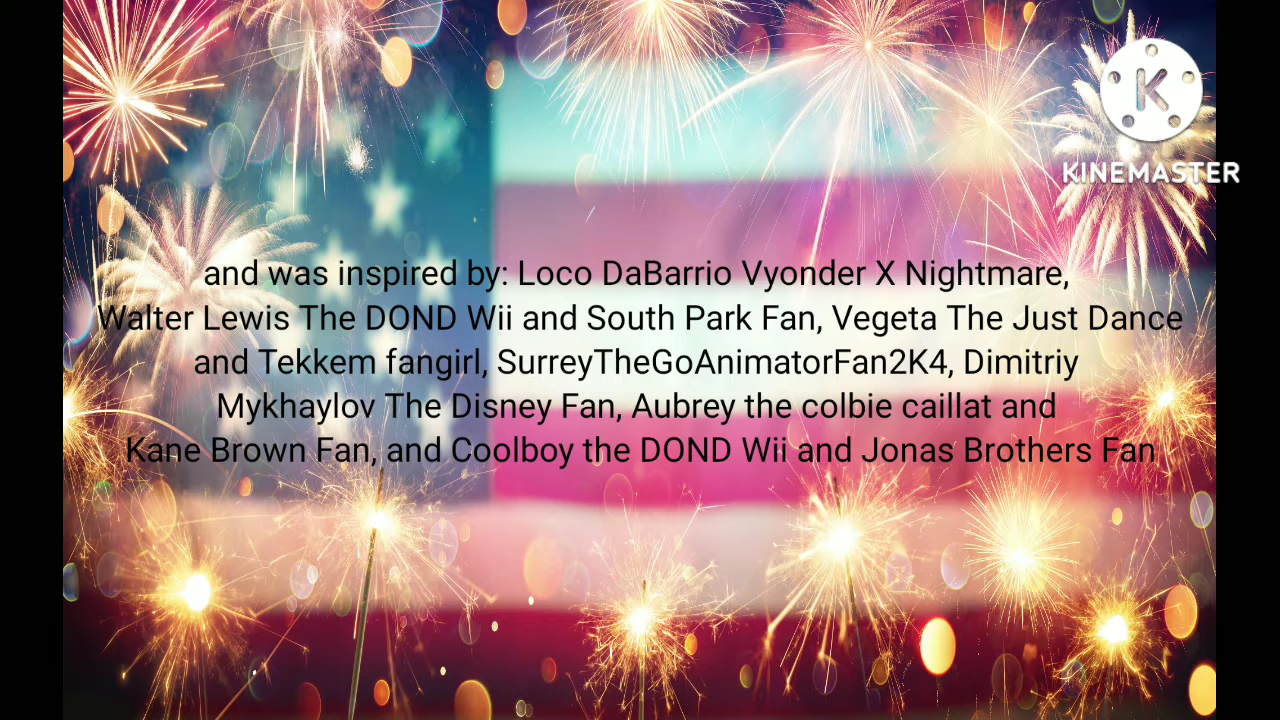 KINEMASTER
and was inspired by: Loco DaBarrio Vyonder X Nightmare,
Walter Lewis The DOND Wii and South Park Fan, Vegeta The Just Dance
and Tekkem fangirl, SurreyTheGoAnimatorFan2K4, Dimitriy
Mykhaylov The Disney Fan, Aubrey the colbie caillat and
Kane Brown Fan, and Coolboy the DOND Wii and Jonas Brothers Fan